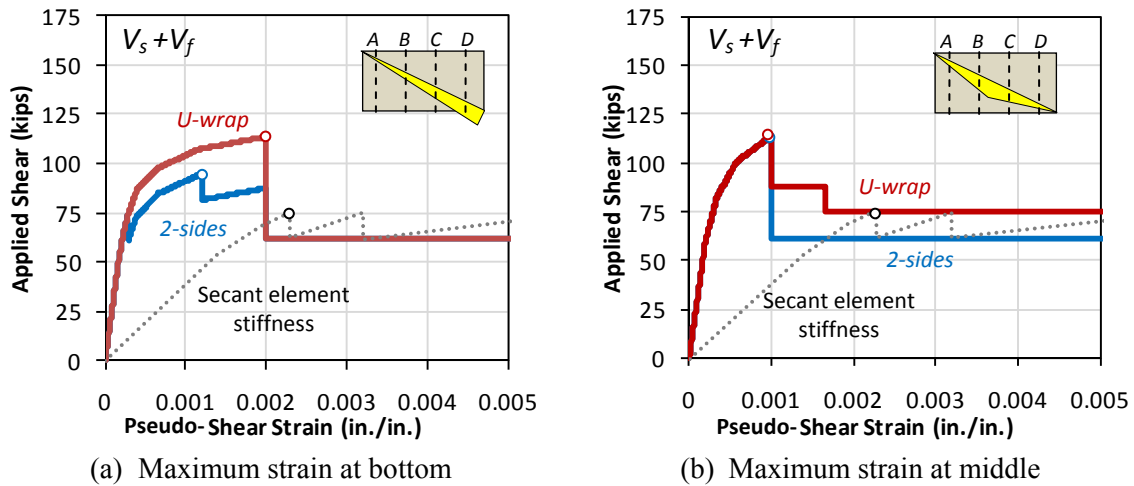 Vs+Vf
A B C D
175
150
125
100
75
50
25
0
Applied Shear (kips)
U-wrap
2-sides
Secant element
stiffness
0 0.001 0.002 0.003 0.004 0.005
Pseudo-Shear Strain (in./in.)
(a) Maximum strain at bottom
Vs+Vf
A B C D
175
150
125
100
75
50
25
0
Applied Shear (kips)
U-wrap
2-sides
Secant element
stiffness
0 0.001 0.002 0.003 0.004 0.005
Pseudo-Shear Strain (in./in.)
(b) Maximum strain at middle